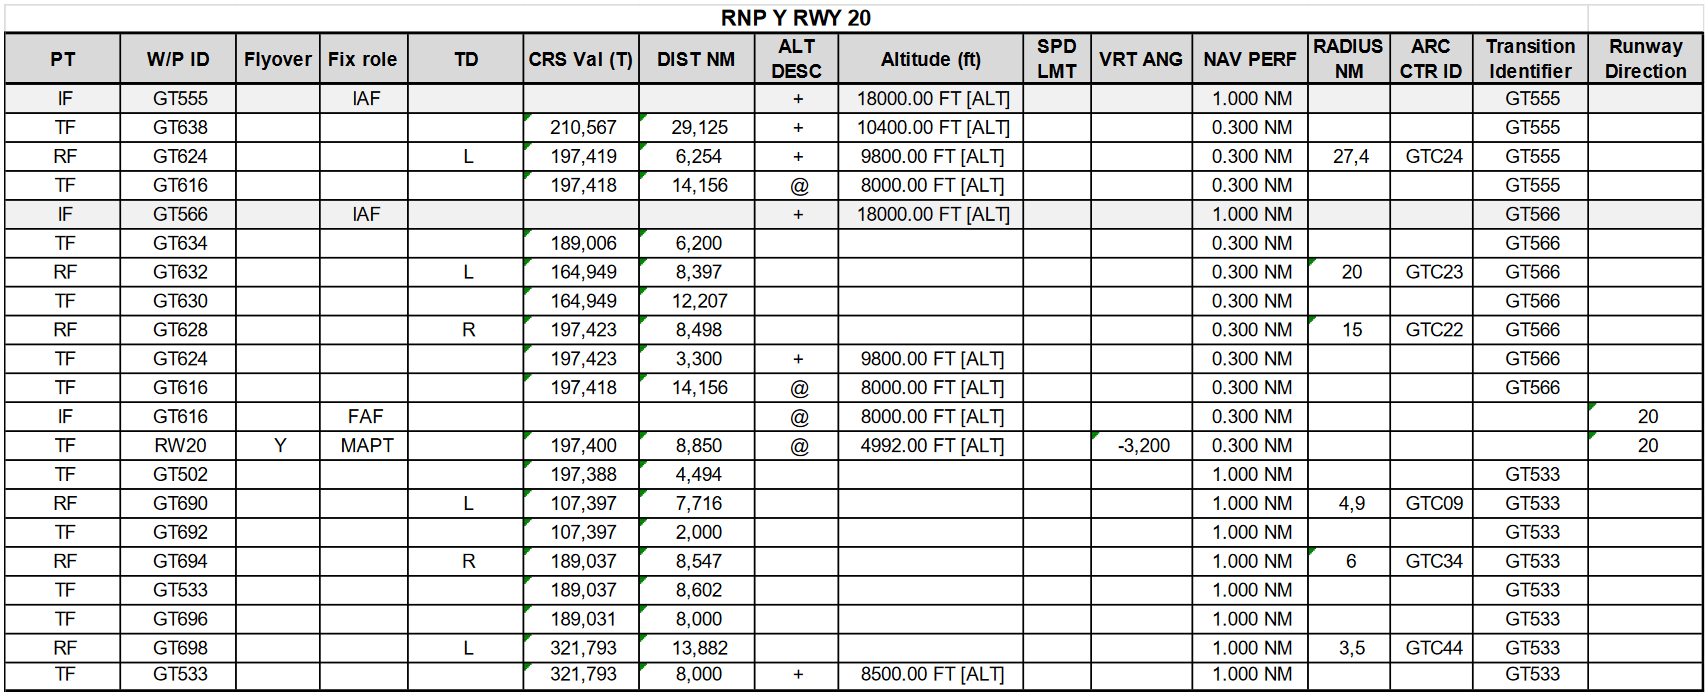 RNP Y RWY 20
PT W/P ID Flyover Fix role TD CRS Val (T) DIST NM ALT DESC Altitude (ft) SPD LMT VRT ANG NAV PERF RADIUS NM ARC CTR ID Transition Identifier Runway Direction
IF GT555 IAF + 18000.00 FT [ALT] 1.000 NM GT555
TF GT638 210,567 29,125 + 10400.00 FT [ALT] 0.300 NM GT555
RF GT624 L 197,419 6,254 + 9800.00 FT [ALT] 0.300 NM 27,4 GTC24 GT555
TF GT616 197,418 14,156 @ 8000.00 FT [ALT] 0.300 NM GT555
IF GT566 IAF + 18000.00 FT [ALT] 1.000 NM GT566
TF GT634 189,006 6,200 0.300 NM GT566
RF GT632 L 164,949 8,397 0.300 NM 20 GTC23 GT566
TF GT630 164,949 12,207 0.300 NM GT566
RF GT628 R 197,423 8,498 0.300 NM 15 GTC22 GT566
TF GT624 197,423 3,300 + 9800.00 FT [ALT] 0.300 NM GT566
TF GT616 197,418 14,156 @ 8000.00 FT [ALT] 0.300 NM GT566
IF GT616 FAF @ 8000.00 FT [ALT] 0.300 NM 20
TF RW20 Y MAPT 197,400 8,850 @ 4992.00 FT [ALT] -3,200 0.300 NM 20
TF GT502 197,388 4,494 1.000 NM GT533
RF GT690 L 107,397 7,716 1.000 NM 4,9 GTC09 GT533
TF GT692 107,397 2,000 1.000 NM GT533
RF GT694 R 189,037 8,547 1.000 NM 6 GTC34 GT533
TF GT533 189,037 8,602 1.000 NM GT533
TF GT696 189,031 8,000 1.000 NM GT533
RF GT698 L 321,793 13,882 1.000 NM 3,5 GTC44 GT533
TF GT533 321,793 8,000 + 8500.00 FT [ALT] 1.000 NM GT533